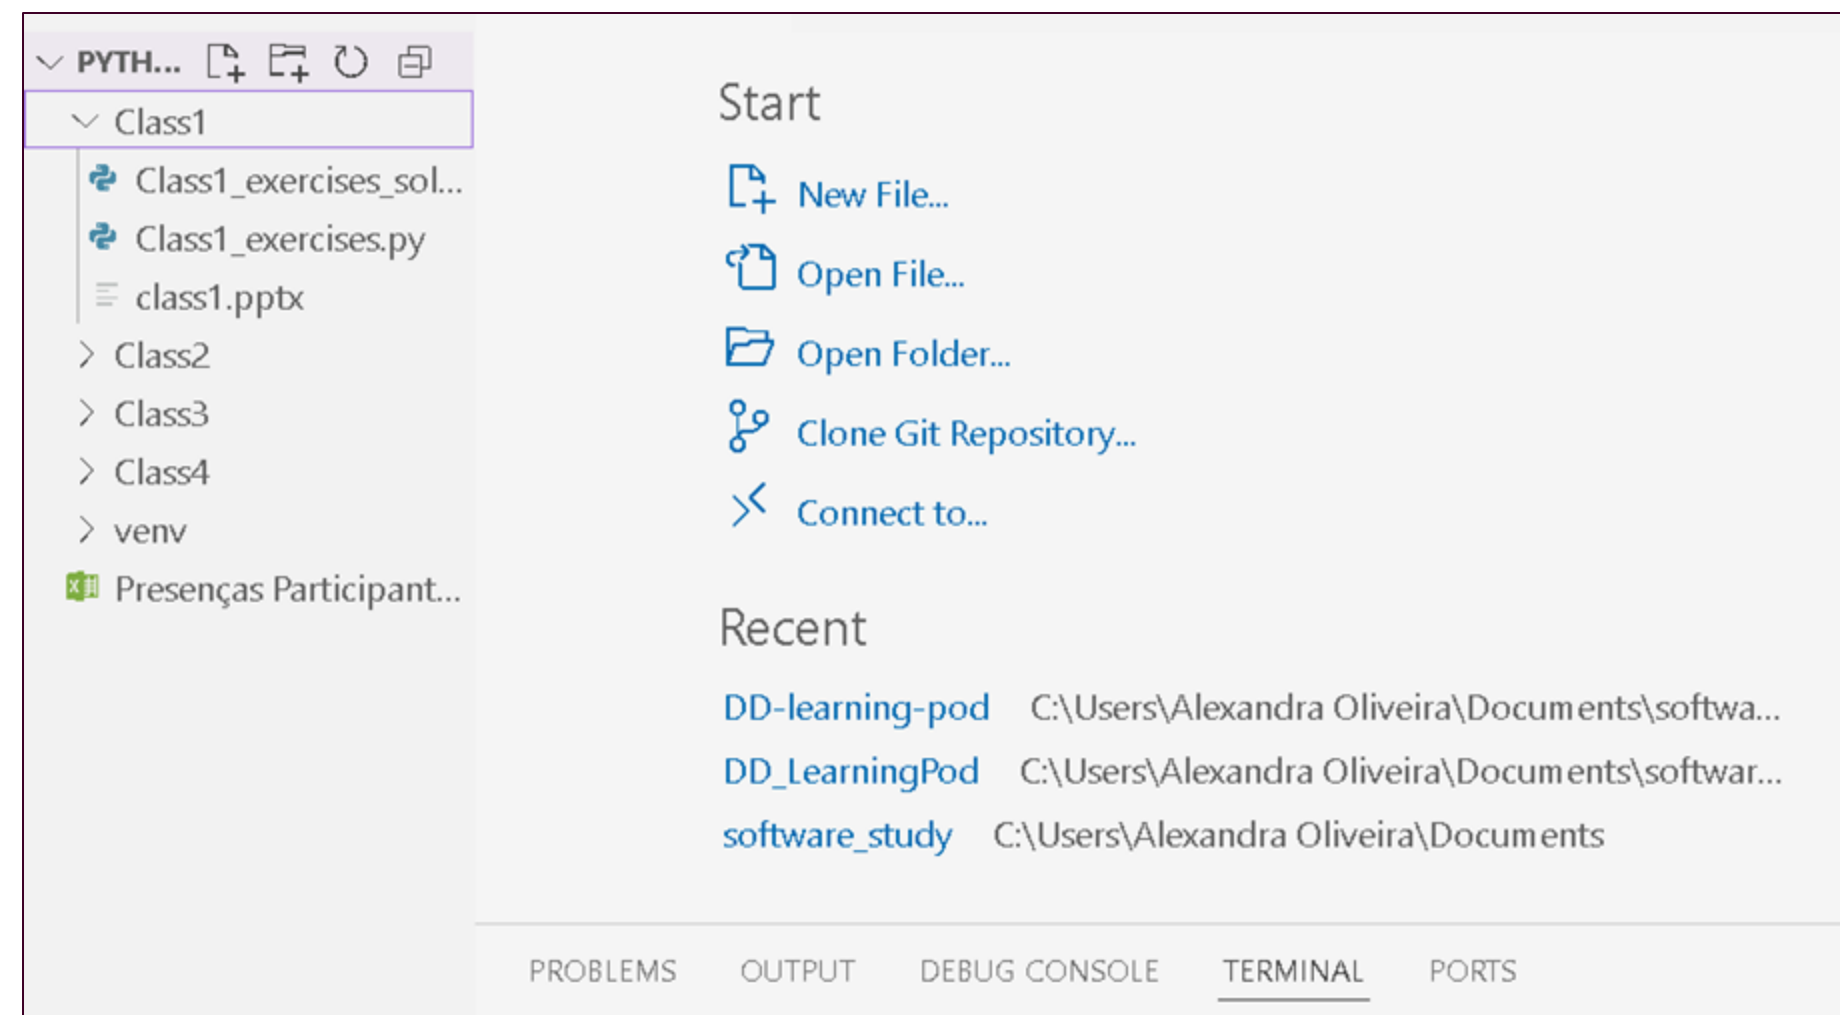 PYTH...
Class1
Class1_exercises_sol...
Class1_exercises.py
class1.pptx
Class2
Class3
Class4
venv
Presenças Participant...
Start
New File...
Open File...
Open Folder...
Clone Git Repository...
Connect to...
Recent
DD-learning-pod C:\Users\Alexandra Oliveira\Documents\softwa...
DD_LearningPod C:\Users\Alexandra Oliveira\Documents\softwar...
software_study C:\Users\Alexandra Oliveira\Documents
PROBLEMS OUTPUT DEBUG CONSOLE TERMINAL PORTS